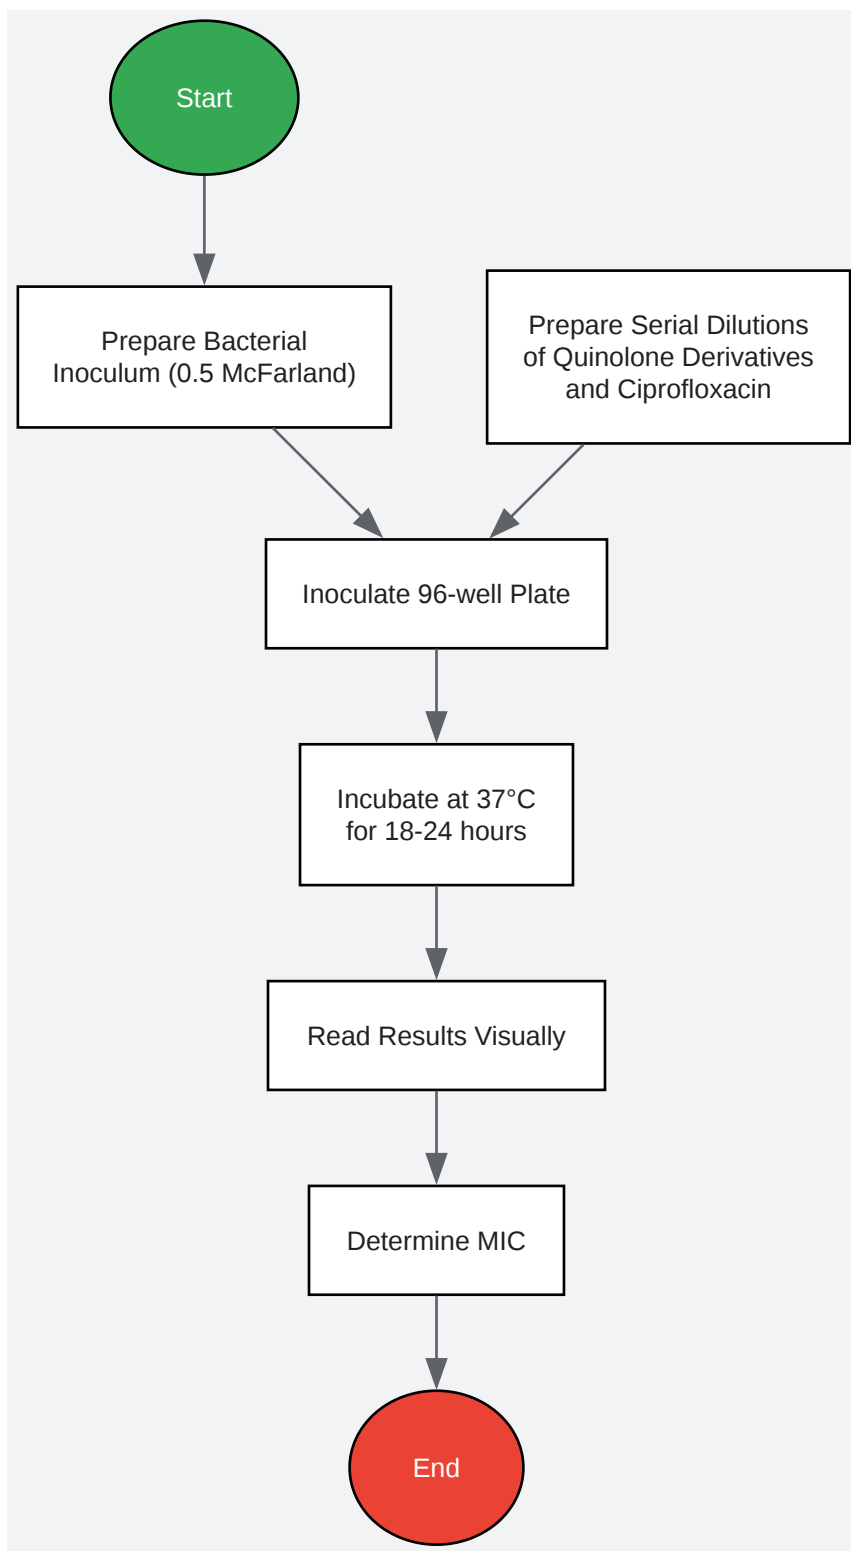 Start
Prepare Bacterial
Inoculum (0.5 McFarland)
Prepare Serial Dilutions
of Quinolone Derivatives
and Ciprofloxacin
Inoculate 96-well Plate
Incubate at 37°C
for 18-24 hours
Read Results Visually
Determine MIC
End